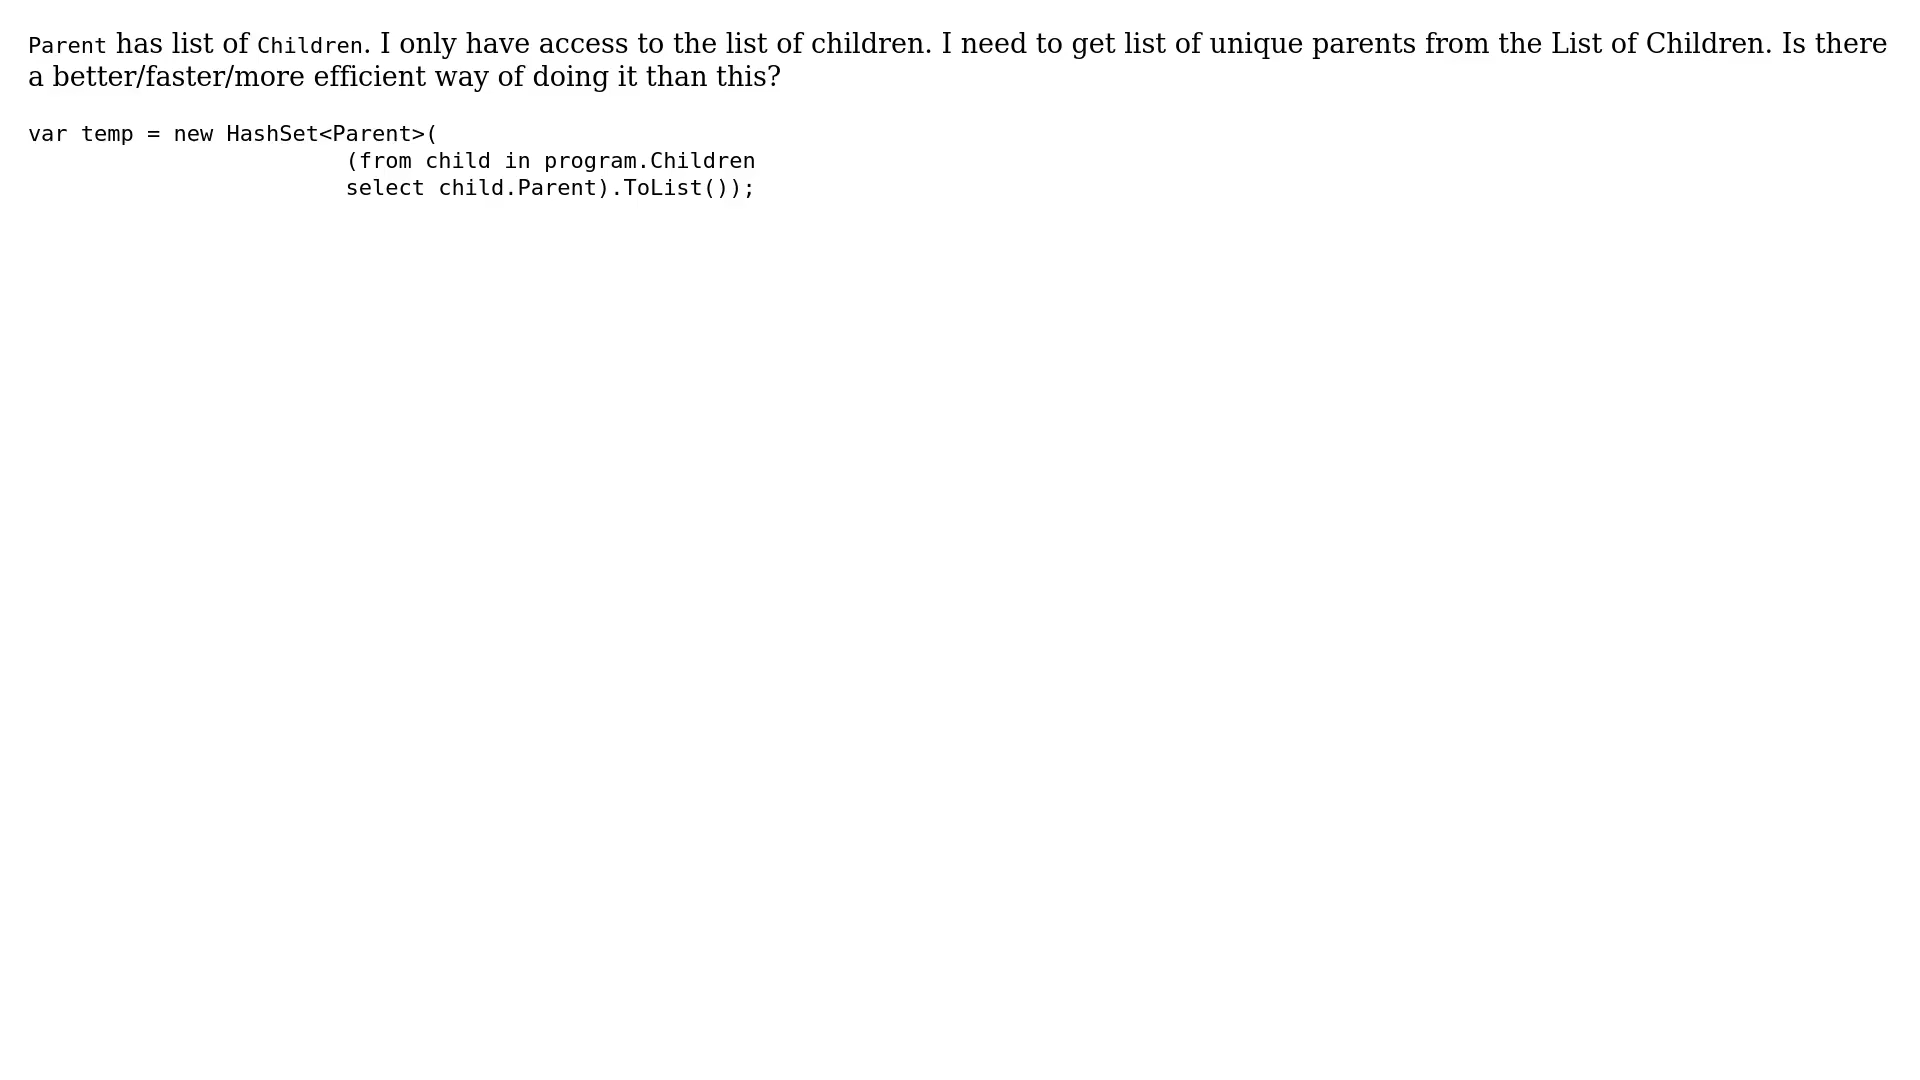 Parent has list of Children. I only have access to the list of children. I need to get list of unique parents from the List of Children. Is there
a better/faster/more efficient way of doing it than this?
var temp = new HashSet<Parent>(
                        (from child in program.Children
                        select child.Parent).ToList());